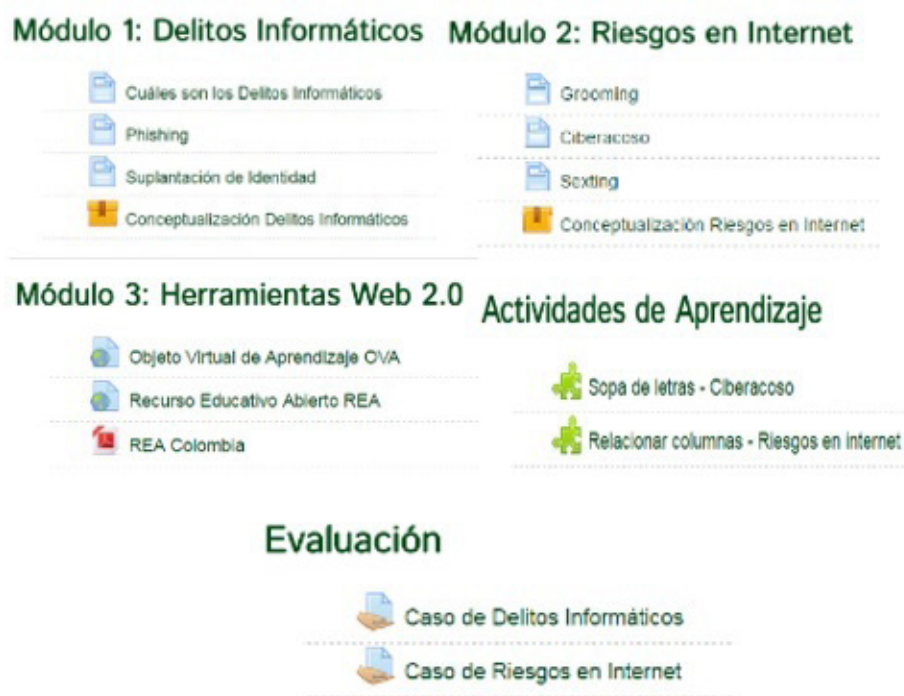 Módulo 1: Delitos Informáticos
Cuáles son los Delitos Informáticos
Phishing
Suplantación de Identidad
Conceptualización Delitos Informáticos
Módulo 2: Riesgos en Internet
Grooming
Ciberacoso
Sexting
Conceptualización Riesgos en Internet
Módulo 3: Herramientas Web 2.0
Objeto Virtual de Aprendizaje OVA
Recurso Educativo Abierto REA
REA Colombia
Actividades de Aprendizaje
Sopa de letras - Ciberacoso
Relacionar columnas - Riesgos en internet
Evaluación
Caso de Delitos Informáticos
Caso de Riesgos en Internet